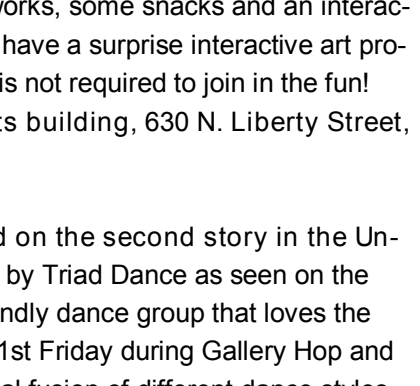 works, some snacks and an interac-
have a surprise interactive art pro-
is not required to join in the fun!
ts building, 630 N. Liberty Street,
d on the second story in the Un-
by Triad Dance as seen on the
ndly dance group that loves the
1st Friday during Gallery Hop and
al fusion of different dance styles